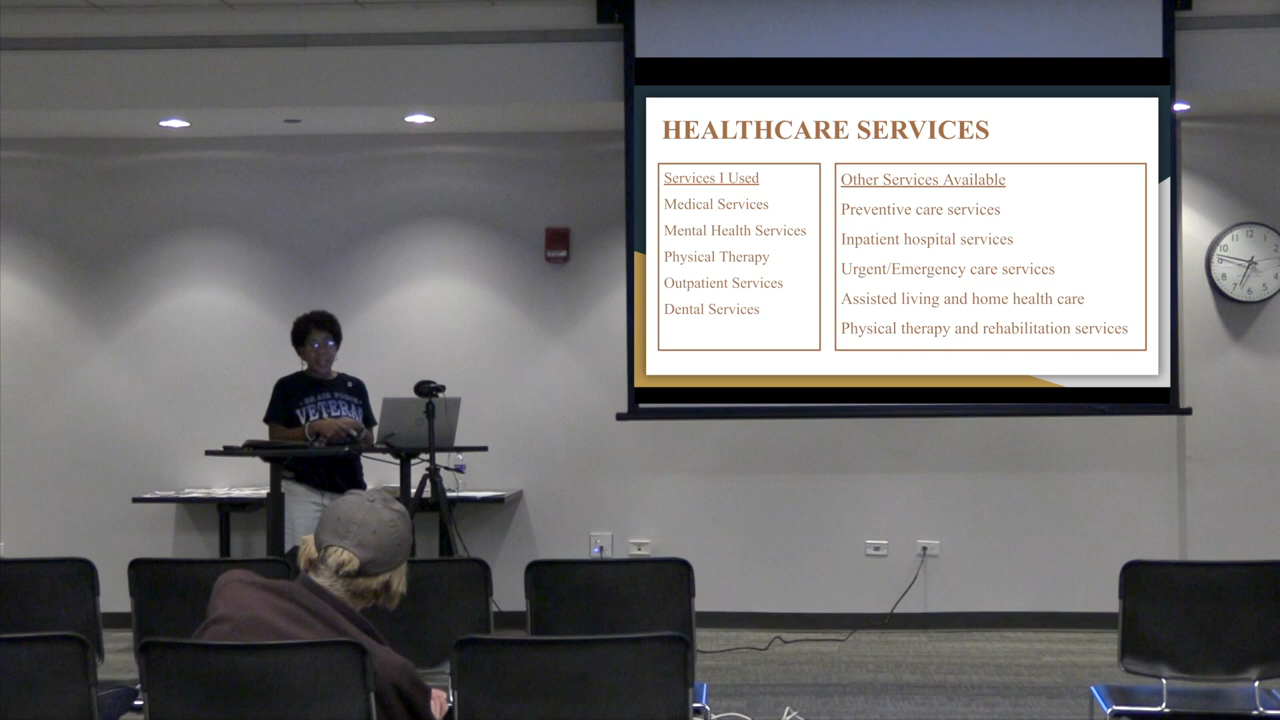 HEALTHCARE SERVICES
Services I Used
Medical Services
Mental Health Services
Physical Therapy
Outpatient Services
Dental Services
Other Services Available
Preventive care services
Inpatient hospital services
Urgent/Emergency care services
Assisted living and home health care
Physical therapy and rehabilitation services
VETERAN